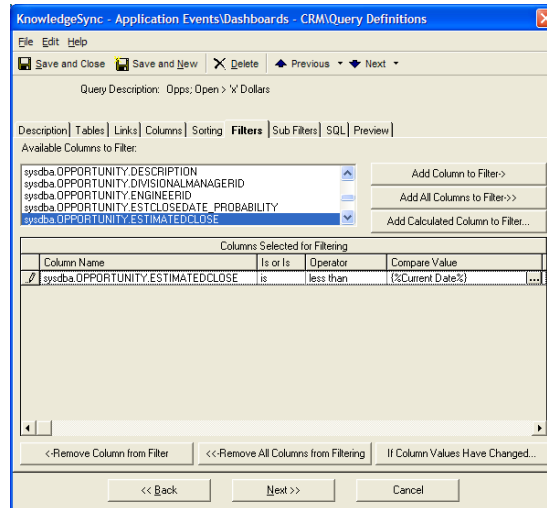 KnowledgeSync - Application Events\Dashboards - CRM\Query Definitions
File Edit Help
Save and Close Save and New Delete Previous Next
Query Description: Opps; Open > 'x' Dollars
Description Tables Links Columns Sorting Filters Sub Filters SQL Preview
Available Columns to Filter:
sysdba.OPPORTUNITY.DESCRIPTION
sysdba.OPPORTUNITY.DIVISIONALMANAGERID
sysdba.OPPORTUNITY.ENGINEERID
sysdba.OPPORTUNITY.ESTCLOSEDATE_PROBABILITY
sysdba.OPPORTUNITY.ESTIMATEDCLOSE
Add Column to Filter->
Add All Columns to Filter->>
Add Calculated Column to Filter...
Columns Selected for Filtering
Column Name Is or Is Operator Compare Value
sysdba.OPPORTUNITY.ESTIMATEDCLOSE is less than {%Current Date%} ...
<-Remove Column from Filter <<-Remove All Columns from Filtering If Column Values Have Changed...
<< Back Next >> Cancel